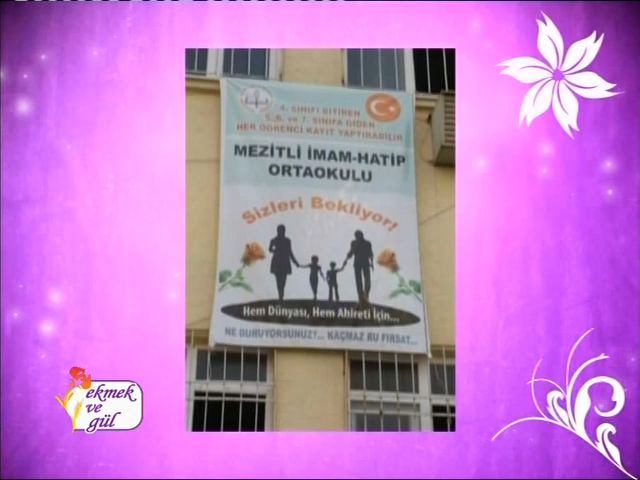 4. SINIFI BİTİREN
5.,6. ve 7. SINIFA GİDEN
HER ÖĞRENCİ KAYIT YAPTIRABİLİR
MEZİTLİ İMAM-HATİP
ORTAOKULU
Sizleri Bekliyor!
Hem Dünyası, Hem Ahireti İçin...
NE DURUYORSUNUZ?... KAÇMAZ BU FIRSAT...
ekmek
ve
gül